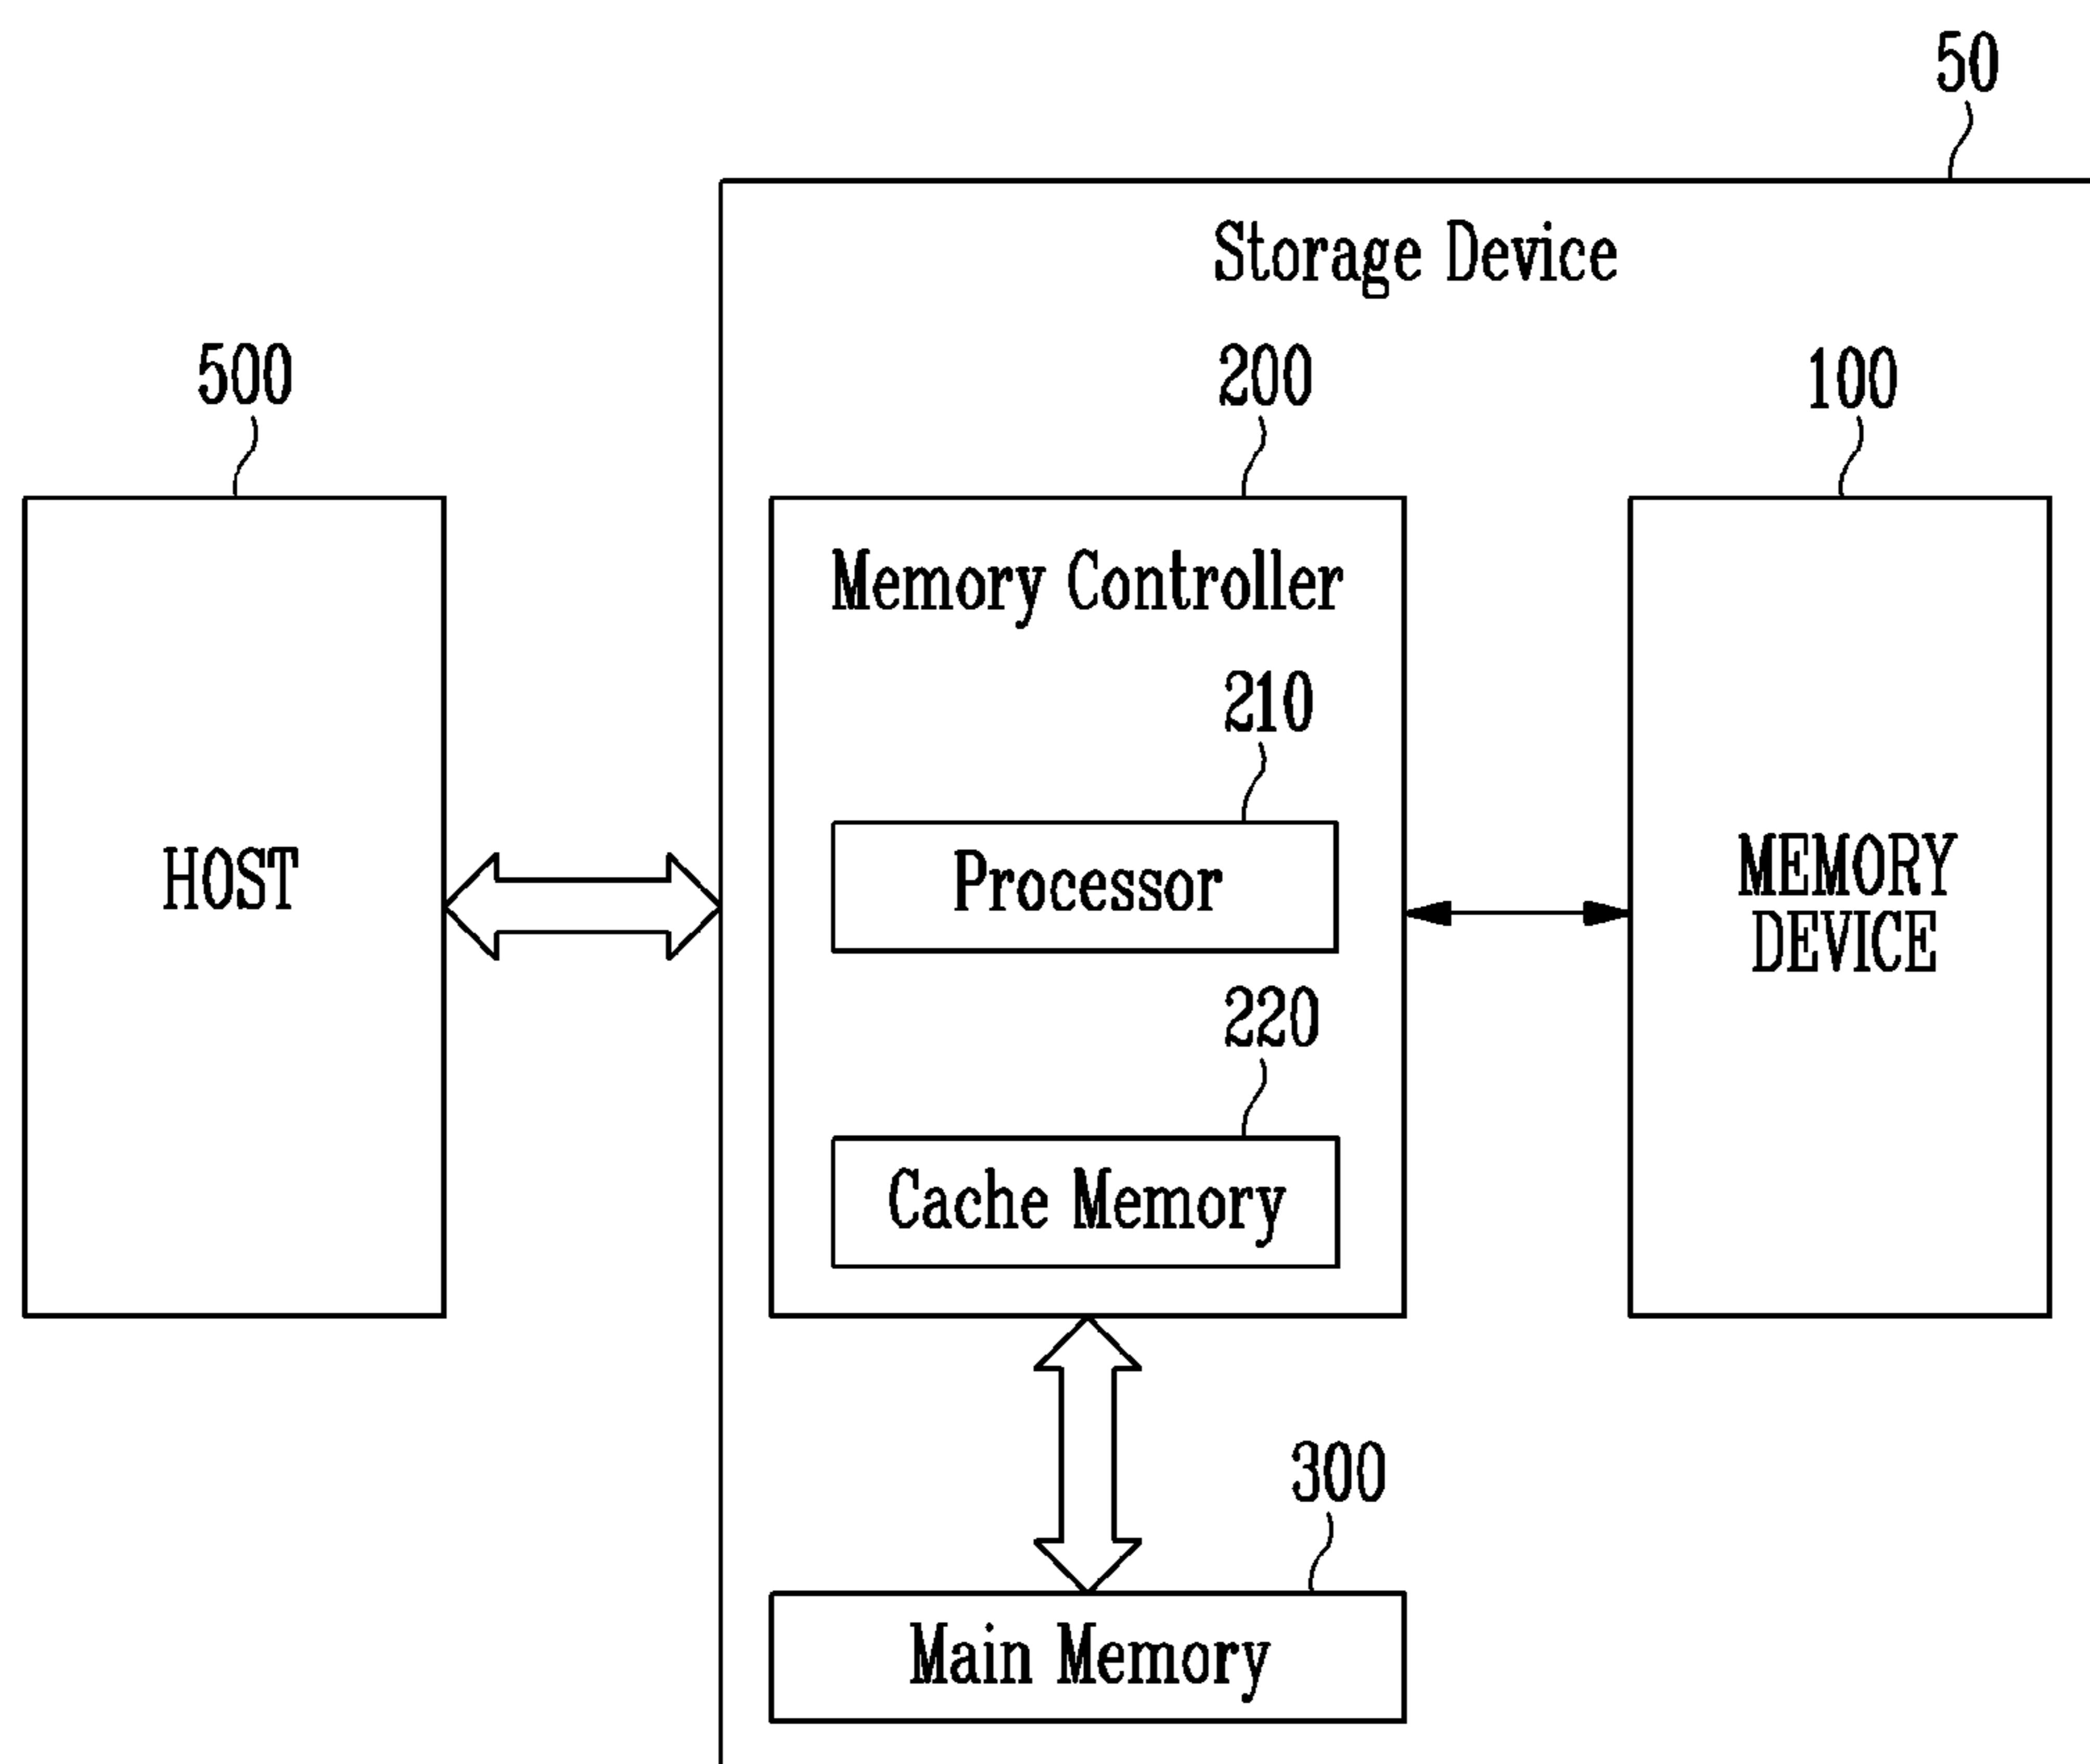 50
Storage Device
500
200
100
Memory Controller
210
HOST
Processor
MEMORY
DEVICE
220
Cache Memory
300
Main Memory